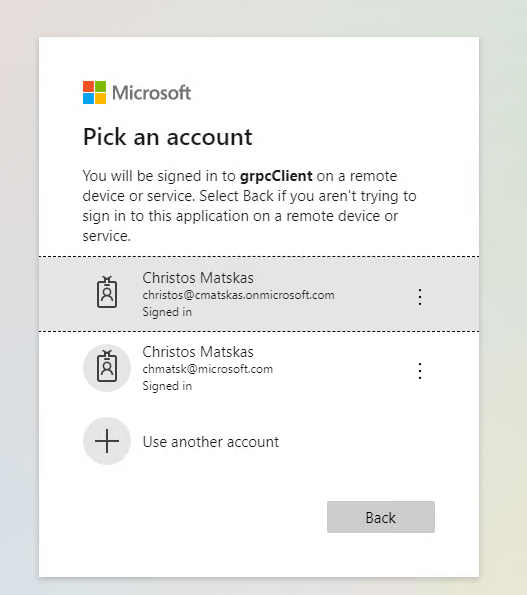 Microsoft
Pick an account
You will be signed in to grpcClient on a remote
device or service. Select Back if you aren't trying to
sign in to this application on a remote device or
service.
Christos Matskas
christos@cmatskas.onmicrosoft.com
Signed in
Christos Matskas
chmatsk@microsoft.com
Signed in
Use another account
Back